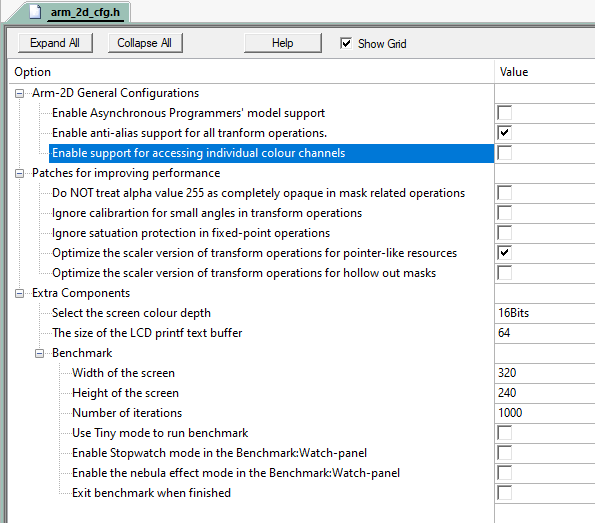 arm_2d_cfg.h
Expand All Collapse All Help Show Grid
Option Value
Arm-2D General Configurations
Enable Asynchronous Programmers' model support
Enable anti-alias support for all tranform operations.
Enable support for accessing individual colour channels
Patches for improving performance
Do NOT treat alpha value 255 as completely opaque in mask related operations
Ignore calibrartion for small angles in transform operations
Ignore satuation protection in fixed-point operations
Optimize the scaler version of transform operations for pointer-like resources
Optimize the scaler version of transform operations for hollow out masks
Extra Components
Select the screen colour depth 16Bits
The size of the LCD printf text buffer 64
Benchmark
Width of the screen 320
Height of the screen 240
Number of iterations 1000
Use Tiny mode to run benchmark
Enable Stopwatch mode in the Benchmark:Watch-panel
Enable the nebula effect mode in the Benchmark:Watch-panel
Exit benchmark when finished